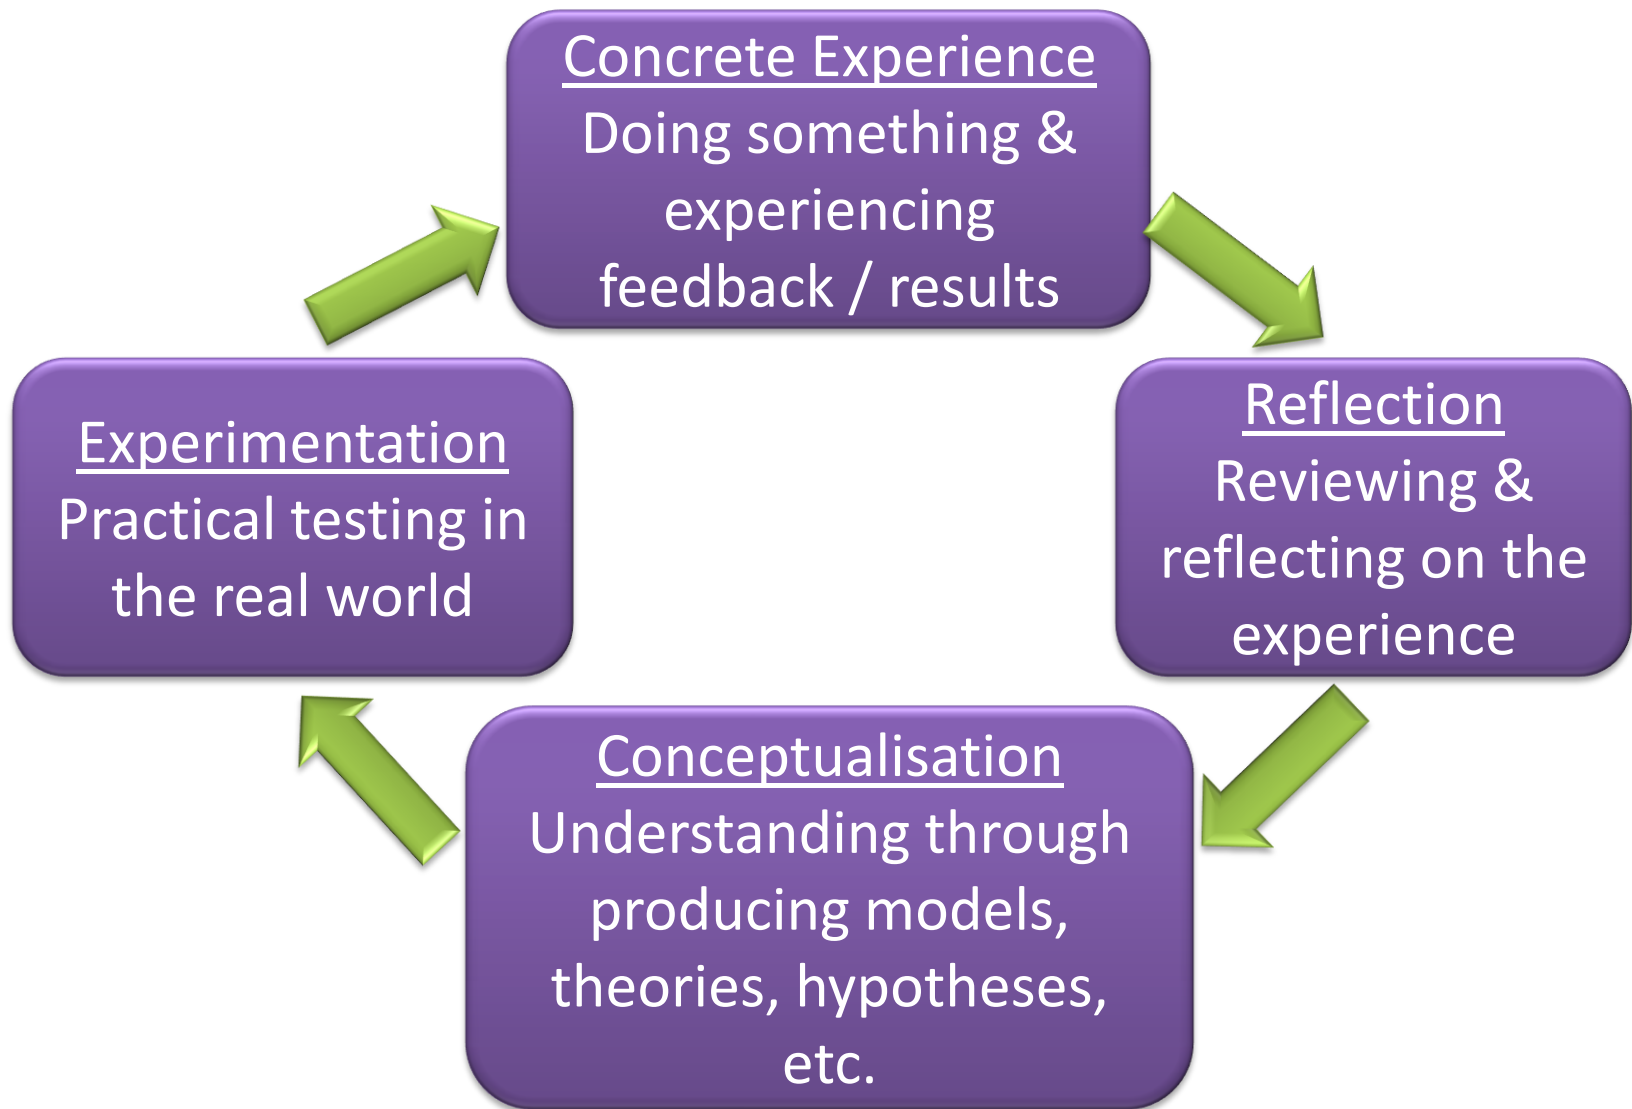 Concrete Experience
Doing something &
experiencing
feedback / results
Reflection
Reviewing &
reflecting on the
experience
Conceptualisation
Understanding through
producing models,
theories, hypotheses,
etc.
Experimentation
Practical testing in
the real world